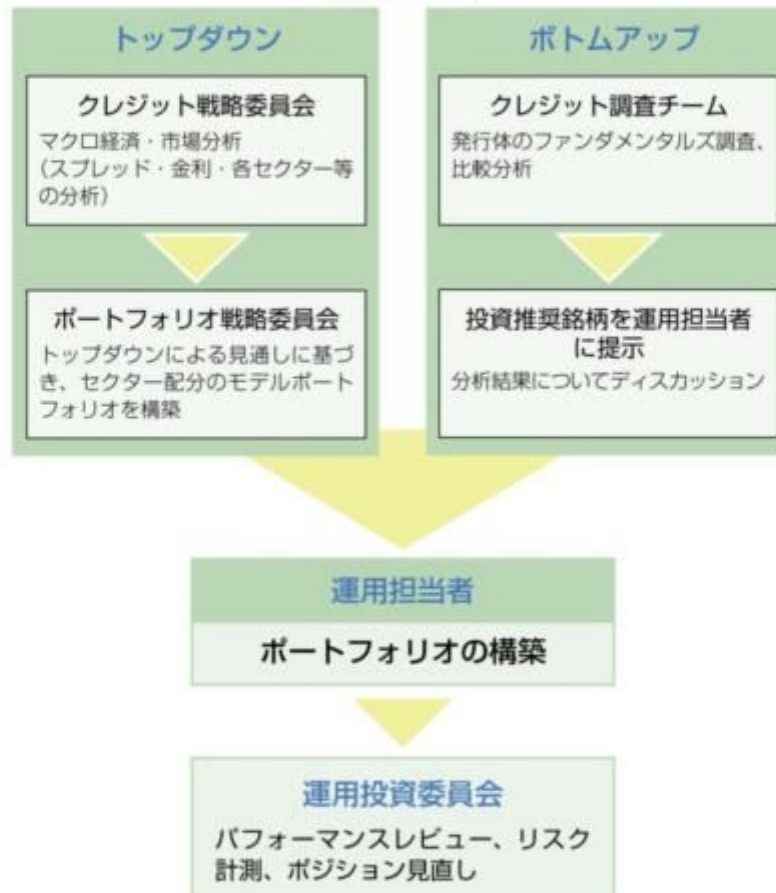 トップダウン
クレジット戦略委員会
マクロ経済・市場分析
(スプレッド・金利・各セクター等
の分析)
ポートフォリオ戦略委員会
トップダウンによる見通しに基づ
き、セクター配分のモデルポート
フォリオを構築
ボトムアップ
クレジット調査チーム
発行体のファンダメンタルズ調査、
比較分析
投資推奨銘柄を運用担当者
に提示
分析結果についてディスカッション
運用担当者
ポートフォリオの構築
運用投資委員会
パフォーマンスレビュー、リスク
計測、ポジション見直し